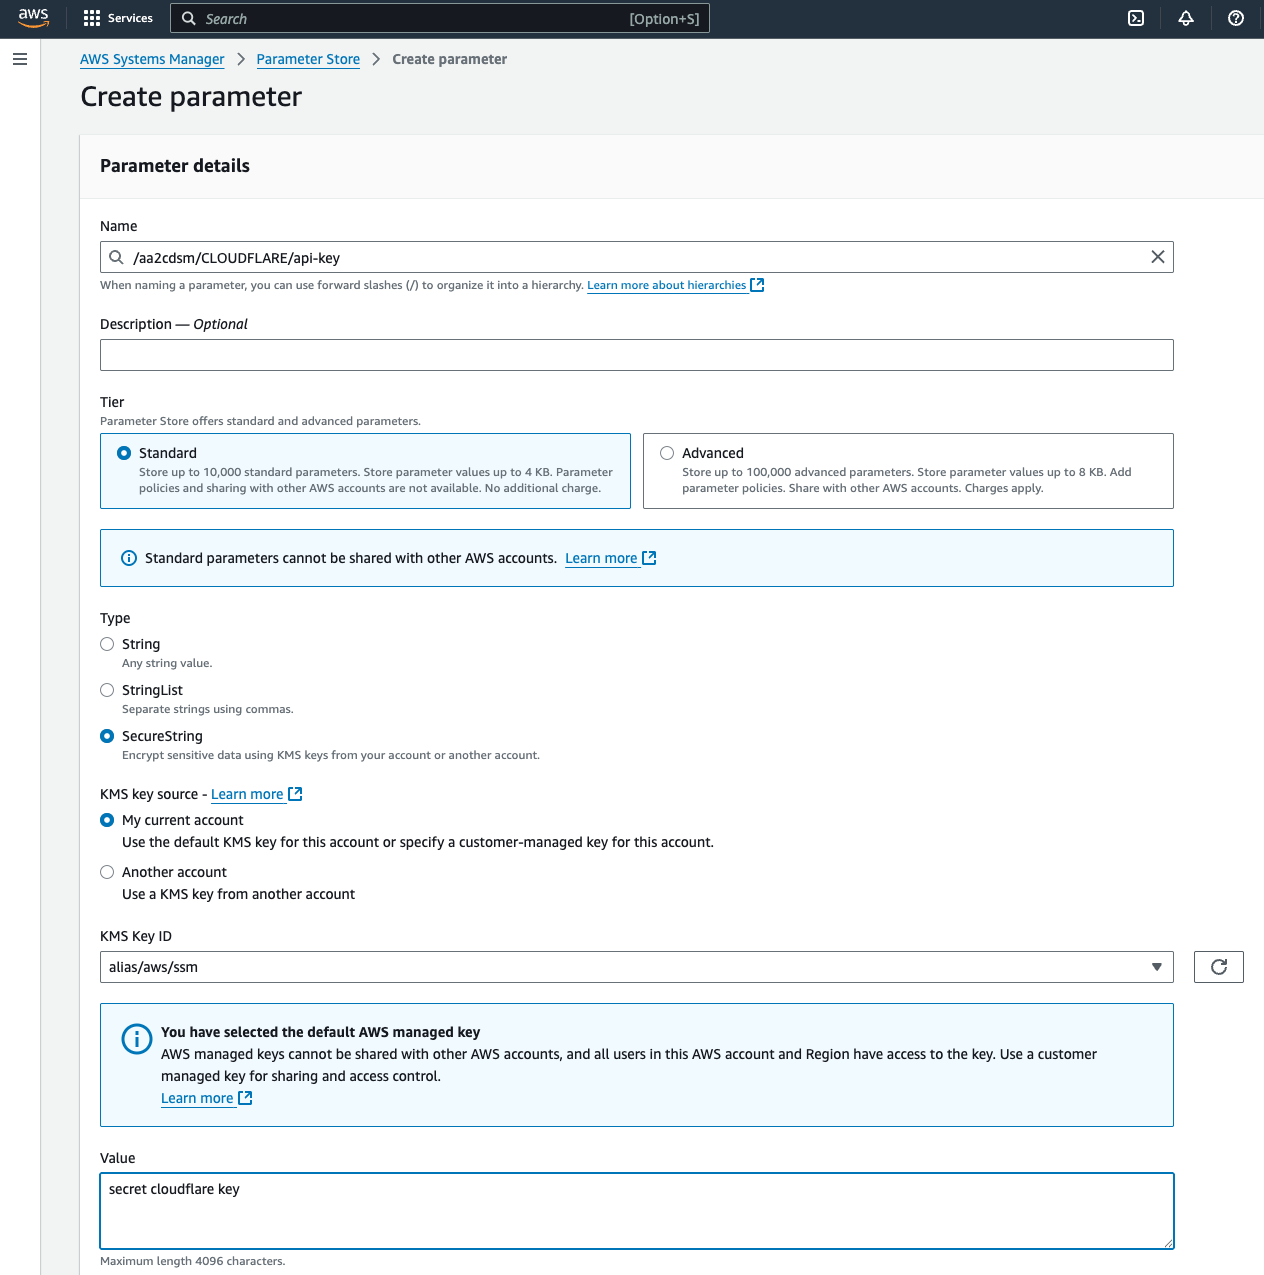 aws
Services
Search
[Option+S]
AWS Systems Manager > Parameter Store > Create parameter
Create parameter
Parameter details
Name
/aa2cdsm/CLOUDFLARE/api-key
When naming a parameter, you can use forward slashes (/) to organize it into a hierarchy. Learn more about hierarchies
Description — Optional
Tier
Parameter Store offers standard and advanced parameters.
Standard
Store up to 10,000 standard parameters. Store parameter values up to 4 KB. Parameter
policies and sharing with other AWS accounts are not available. No additional charge.
Advanced
Store up to 100,000 advanced parameters. Store parameter values up to 8 KB. Add
parameter policies. Share with other AWS accounts. Charges apply.
Standard parameters cannot be shared with other AWS accounts. Learn more
Type
String
Any string value.
StringList
Separate strings using commas.
SecureString
Encrypt sensitive data using KMS keys from your account or another account.
KMS key source - Learn more
My current account
Use the default KMS key for this account or specify a customer-managed key for this account.
Another account
Use a KMS key from another account
KMS Key ID
alias/aws/ssm
You have selected the default AWS managed key
AWS managed keys cannot be shared with other AWS accounts, and all users in this AWS account and Region have access to the key. Use a customer
managed key for sharing and access control.
Learn more
Value
secret cloudflare key
Maximum length 4096 characters.